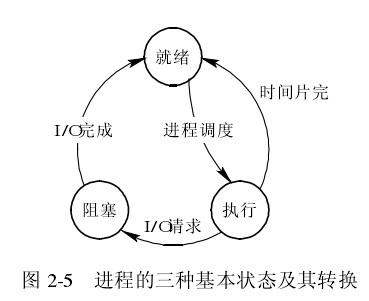 就绪
时间片完
I/O完成
进程调度
阻塞
执行
I/O请求
图 2-5 进程的三种基本状态及其转换